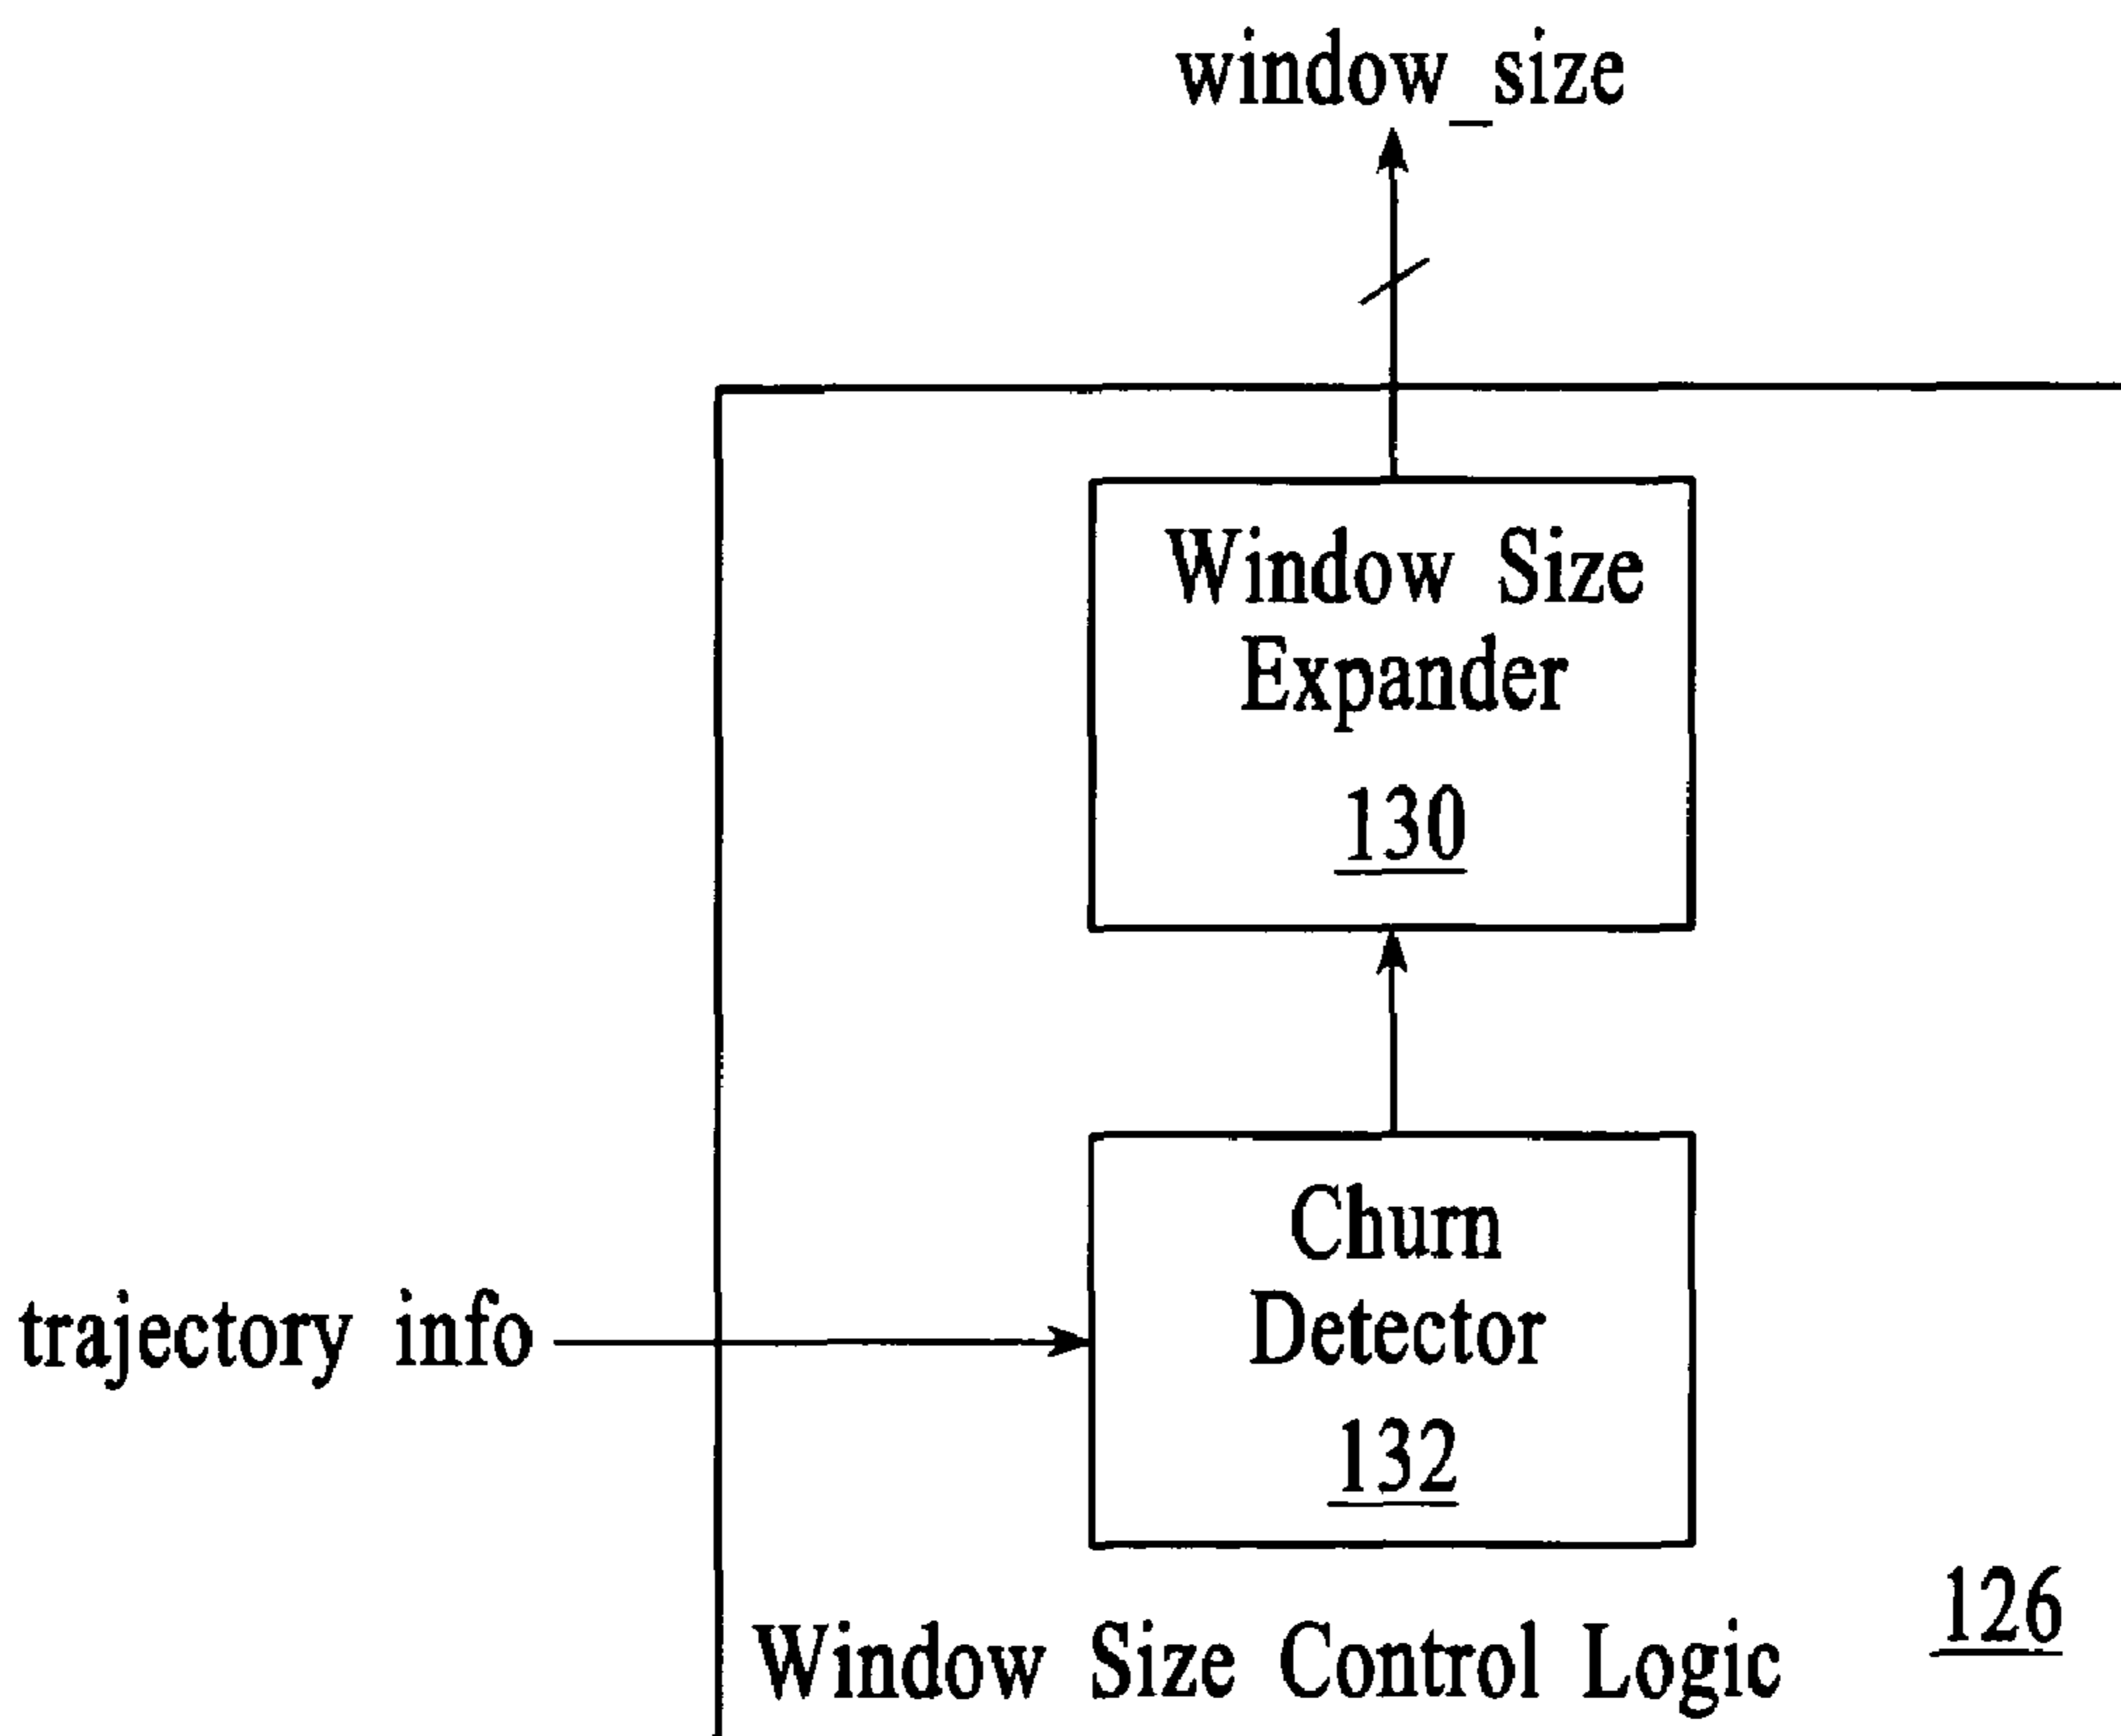 window_size
Window Size
Expander
130
Churn
Detector
132
trajectory info
126
Window Size Control Logic